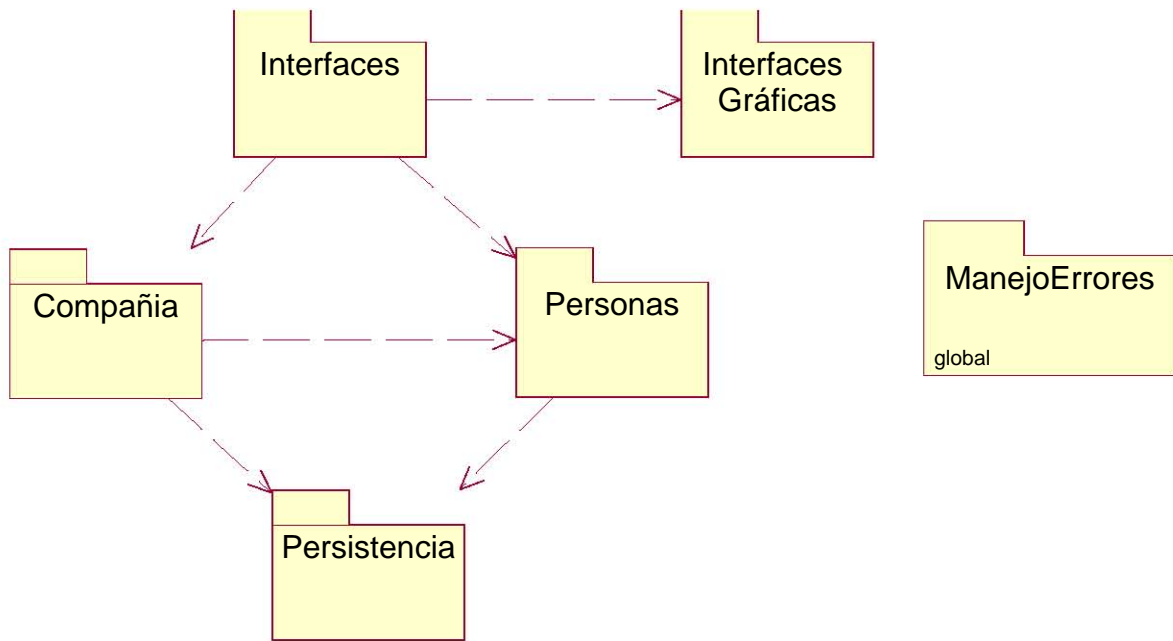 Interfaces
Interfaces
Gráficas
Compañia
Personas
ManejoErrores
global
Persistencia